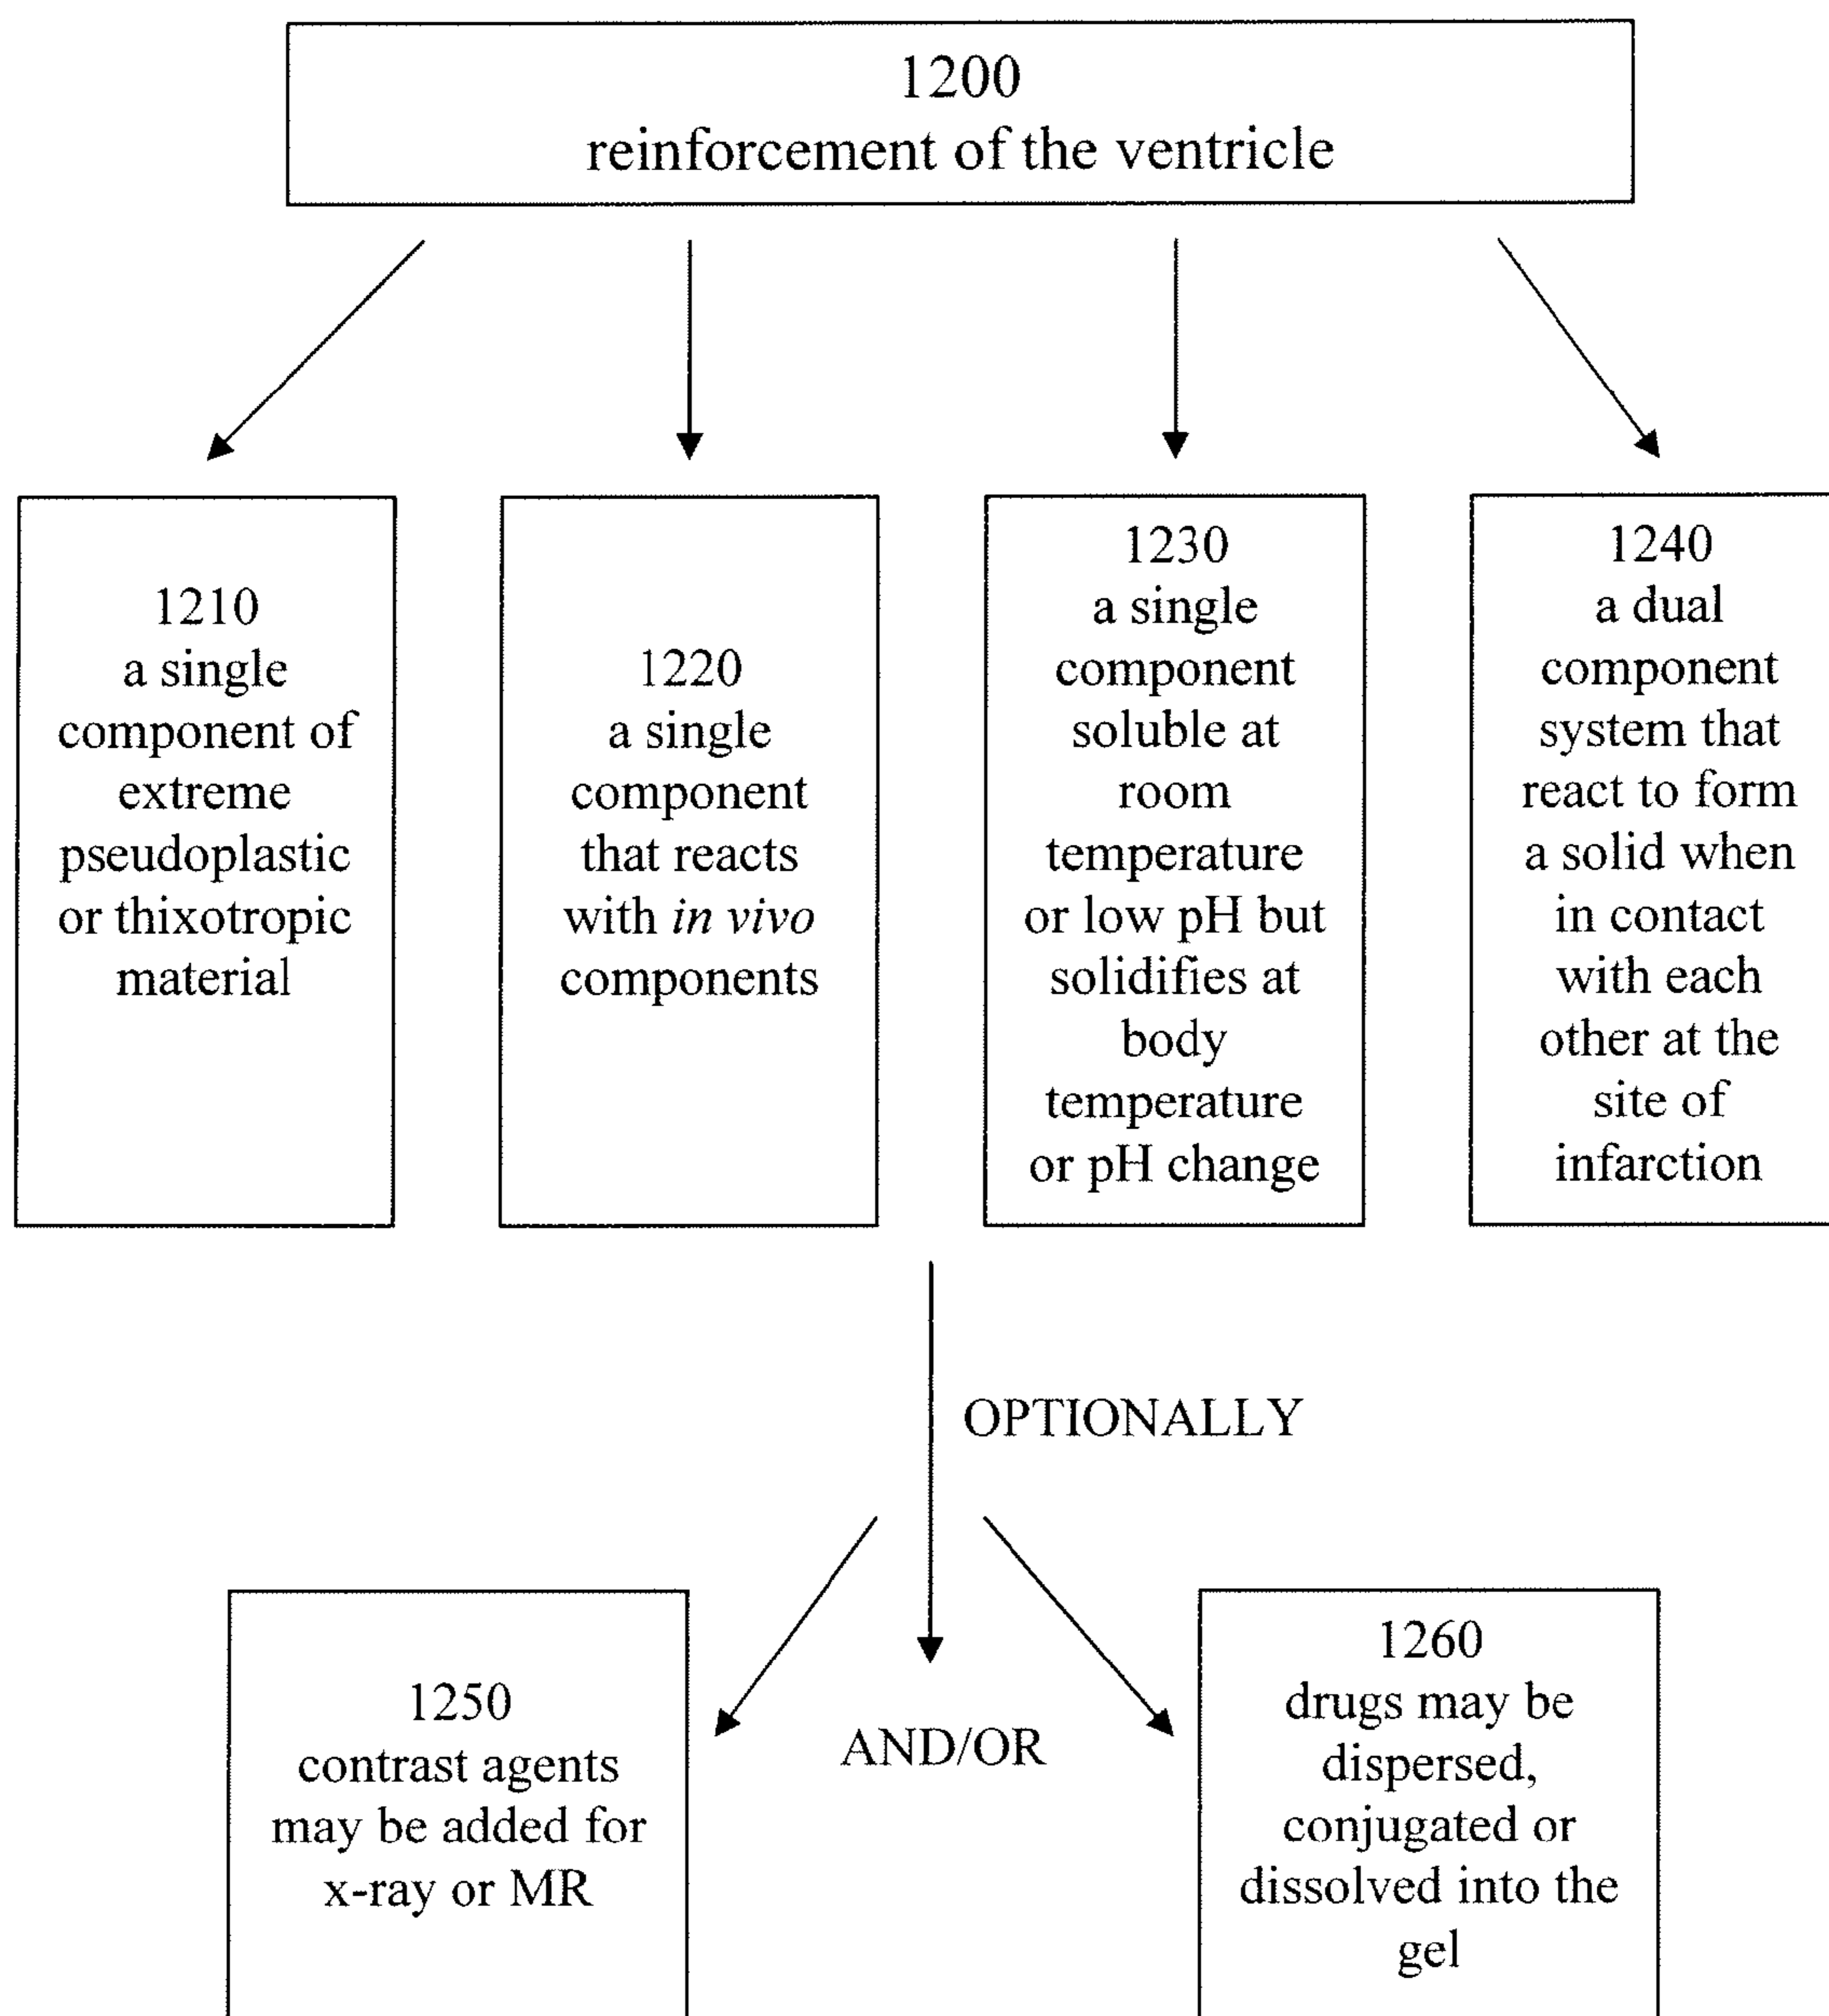 1200
reinforcement of the ventricle
1210
a single
component of
extreme
pseudoplastic
or thixotropic
material
1220
a single
component
that reacts
with in vivo
components
1230
a single
component
soluble at
room
temperature
or low pH but
solidifies at
body
temperature
or pH change
1240
a dual
component
system that
react to form
a solid when
in contact
with each
other at the
site of
infarction
OPTIONALLY
1250
contrast agents
may be added for
x-ray or MR
AND/OR
1260
drugs may be
dispersed,
conjugated or
dissolved into the
gel